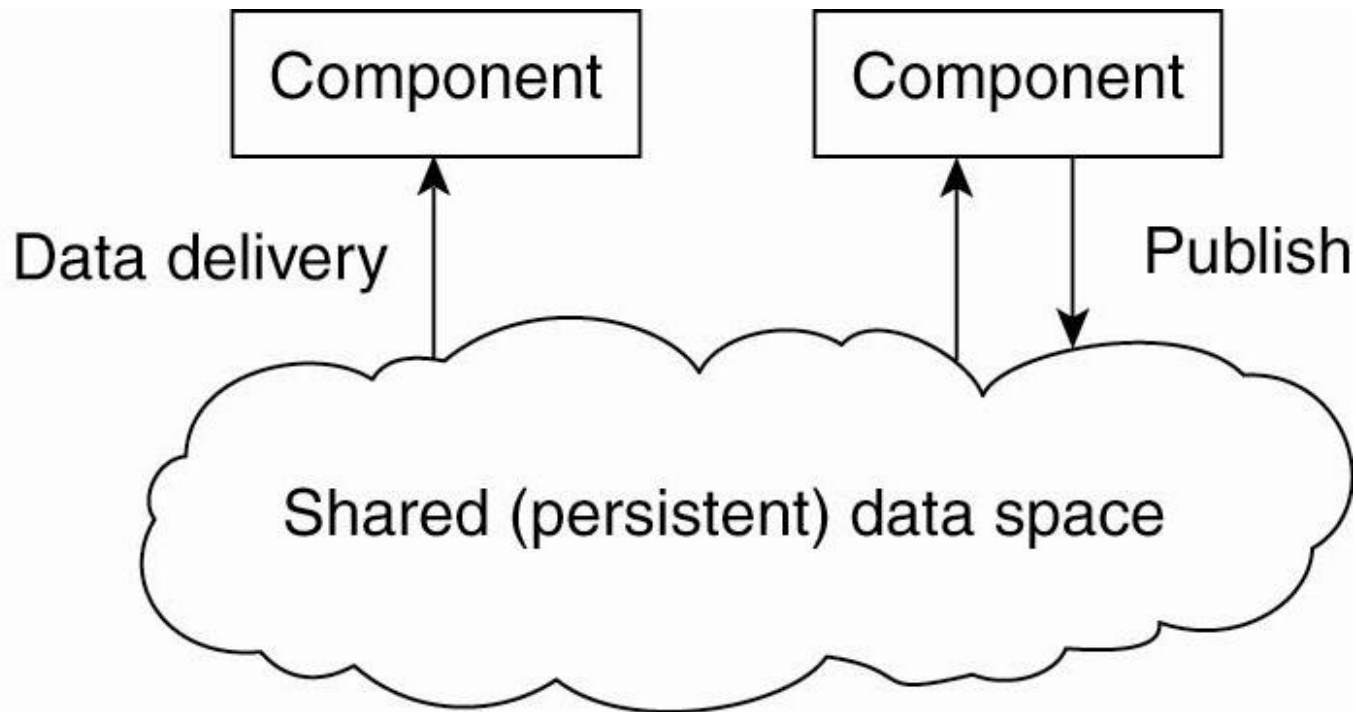 Component
Component
Data delivery
Publish
Shared (persistent) data space